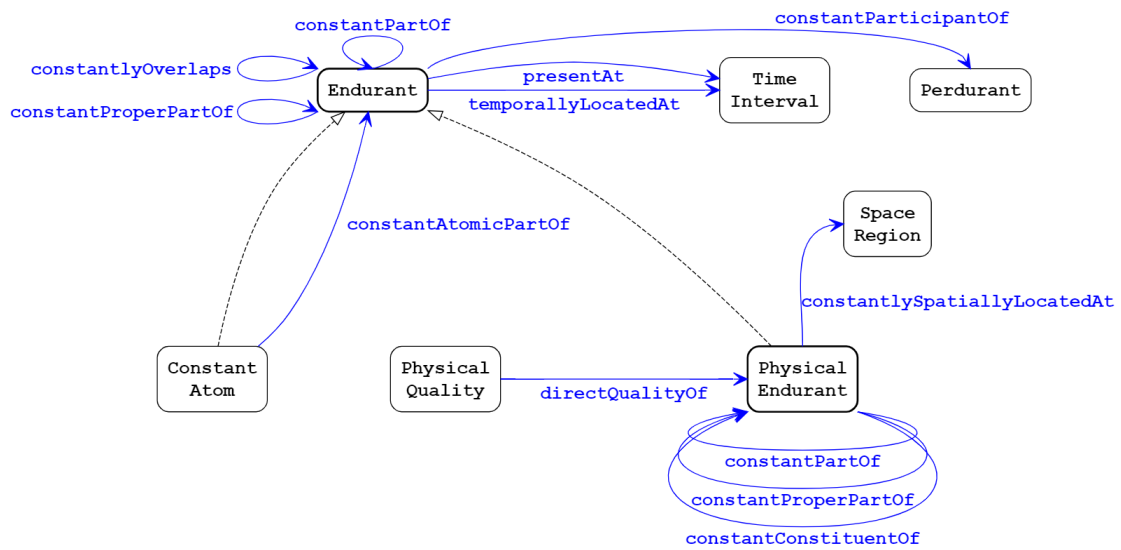 constantParticipantOf
constantPartOf
constantlyOverlaps
Endurant
presentAt
temporallyLocatedAt
Time
Interval
Perdurant
constantProperPartOf
constantAtomicPartOf
Space
Region
constantlySpatiallyLocatedAt
Constant
Atom
Physical
Quality
directQualityOf
Physical
Endurant
constantPartOf
constantProperPartOf
constantConstituentOf